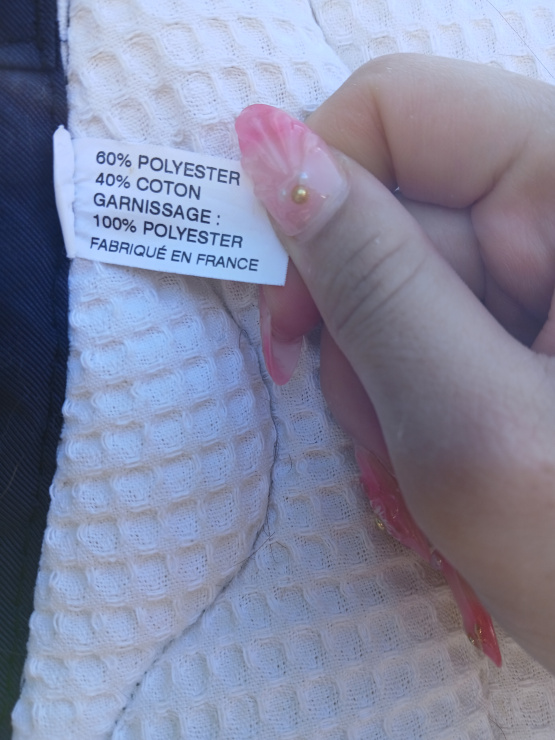 60% POLYESTER
40% COTON
GARNISSAGE :
100% POLYESTER
FABRIQUÉ EN FRANCE